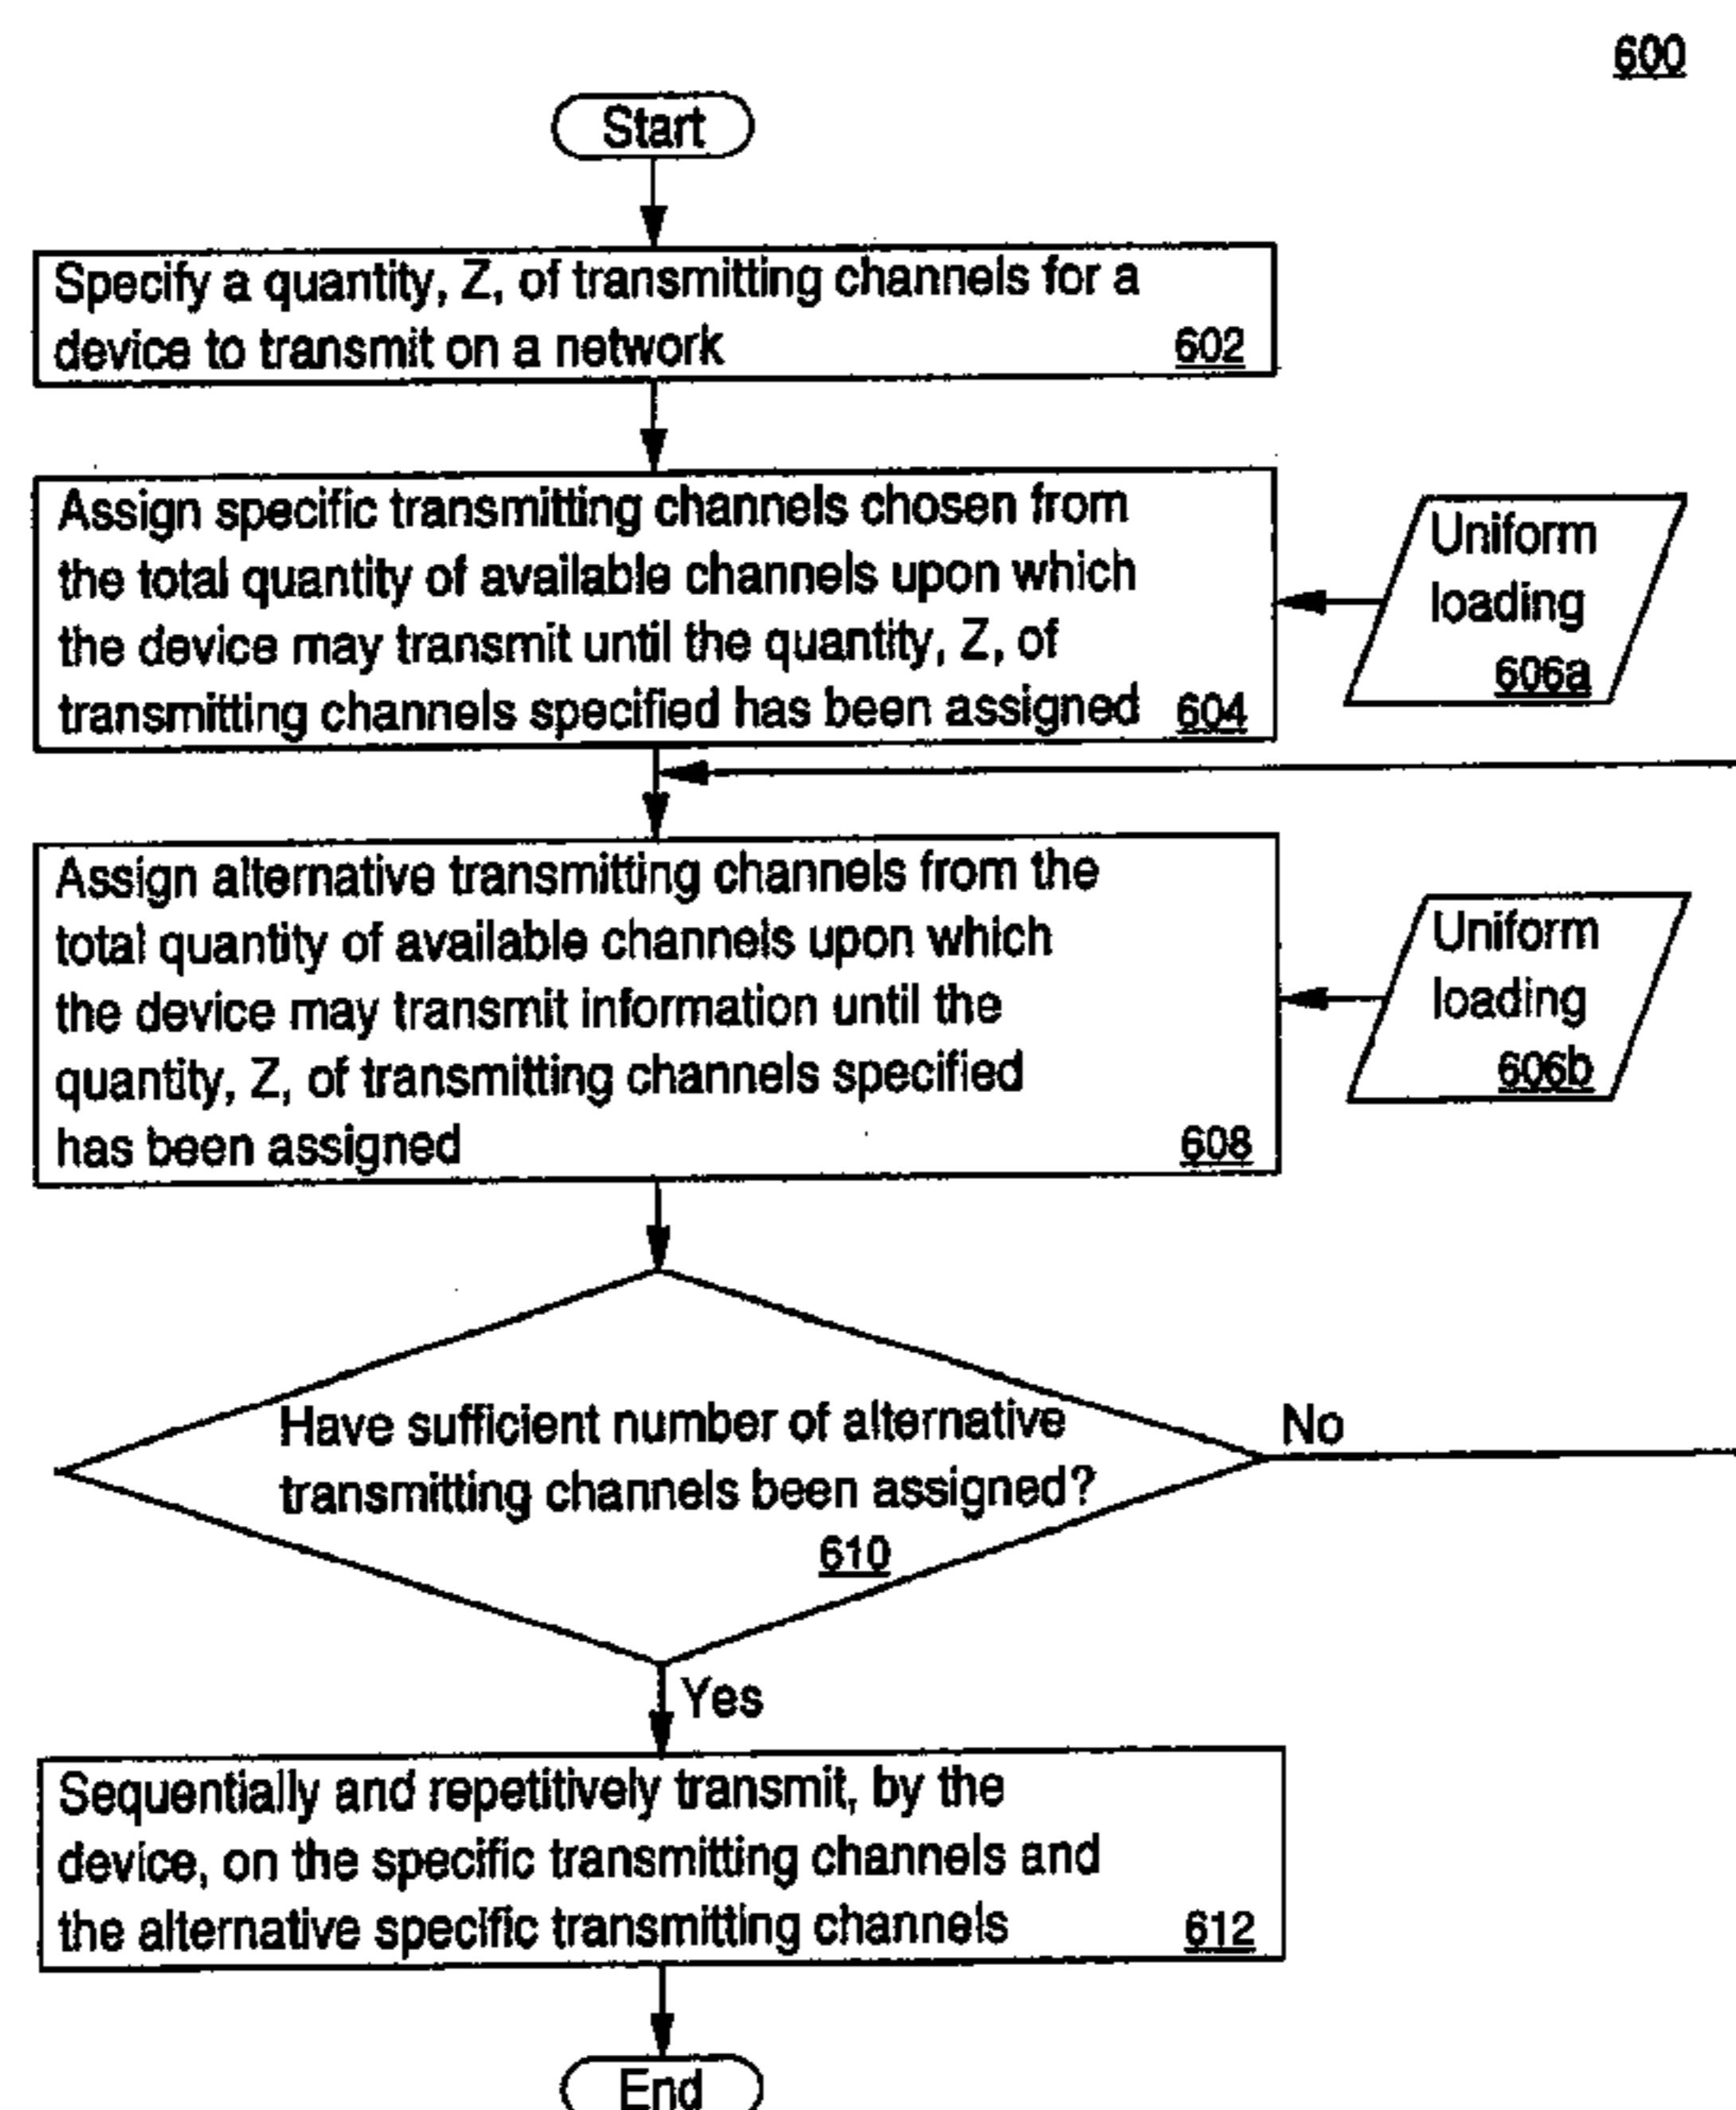 600
Start
Specify a quantity, Z, of transmitting channels for a
device to transmit on a network 602
Assign specific transmitting channels chosen from
the total quantity of available channels upon which
the device may transmit until the quantity, Z, of
transmitting channels specified has been assigned 604
Uniform
loading
606a
Assign alternative transmitting channels from the
total quantity of available channels upon which
the device may transmit information until the
quantity, Z, of transmitting channels specified
has been assigned 608
Uniform
loading
606b
Have sufficient number of alternative
transmitting channels been assigned?
610
No
Yes
Sequentially and repetitively transmit, by the
device, on the specific transmitting channels and
the alternative specific transmitting channels 612
End